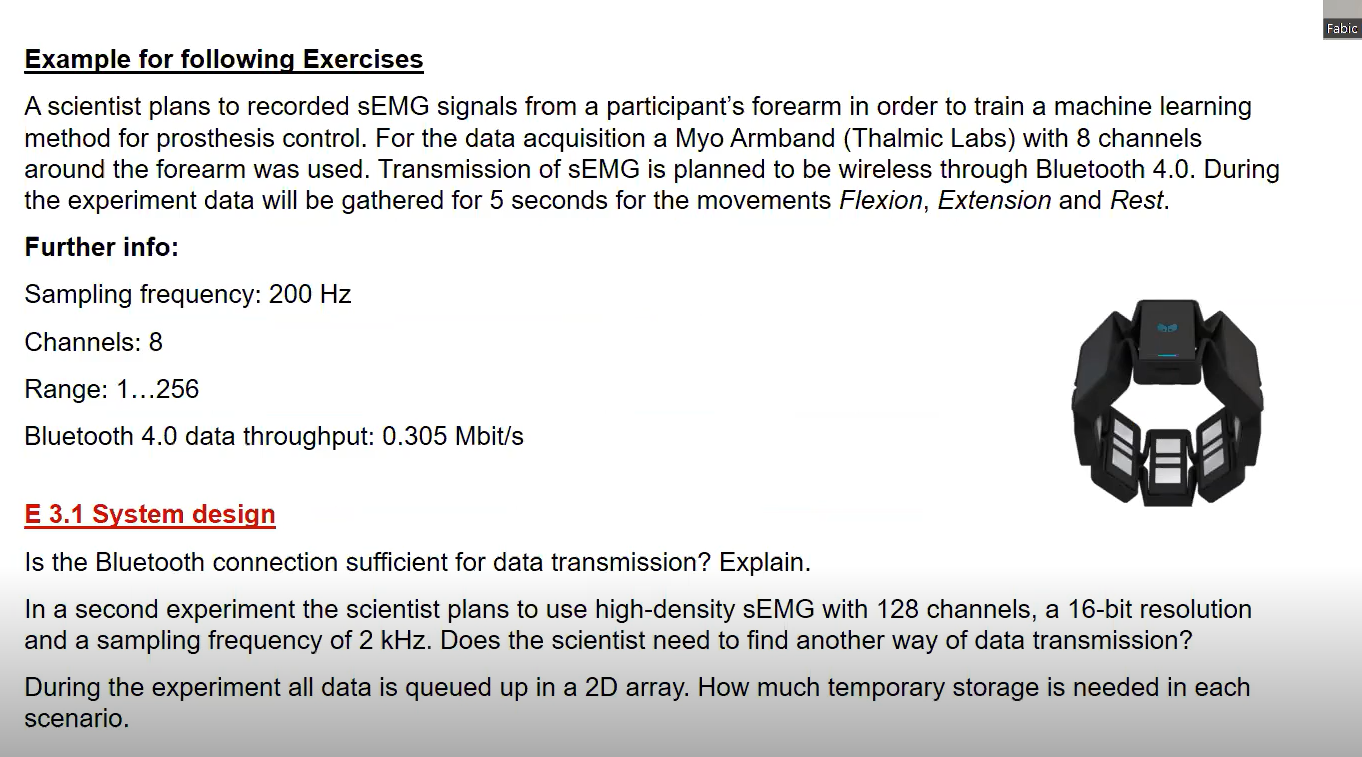 Fabic
Example for following Exercises
A scientist plans to recorded sEMG signals from a participant’s forearm in order to train a machine learning
method for prosthesis control. For the data acquisition a Myo Armband (Thalmic Labs) with 8 channels
around the forearm was used. Transmission of sEMG is planned to be wireless through Bluetooth 4.0. During
the experiment data will be gathered for 5 seconds for the movements Flexion, Extension and Rest.
Further info:
Sampling frequency: 200 Hz
Channels: 8
Range: 1…256
Bluetooth 4.0 data throughput: 0.305 Mbit/s
E 3.1 System design
Is the Bluetooth connection sufficient for data transmission? Explain.
In a second experiment the scientist plans to use high-density sEMG with 128 channels, a 16-bit resolution
and a sampling frequency of 2 kHz. Does the scientist need to find another way of data transmission?
During the experiment all data is queued up in a 2D array. How much temporary storage is needed in each
scenario.